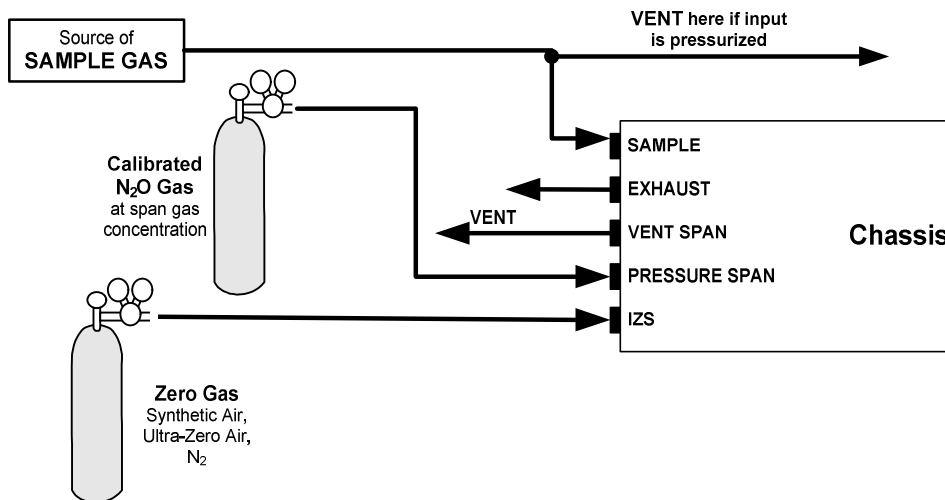 Source of
SAMPLE GAS
VENT here if input
is pressurized
Calibrated
N₂O Gas
at span gas
concentration
VENT
SAMPLE
EXHAUST
VENT SPAN
PRESSURE SPAN
IZS
Chassis
Zero Gas
Synthetic Air,
Ultra-Zero Air,
N₂